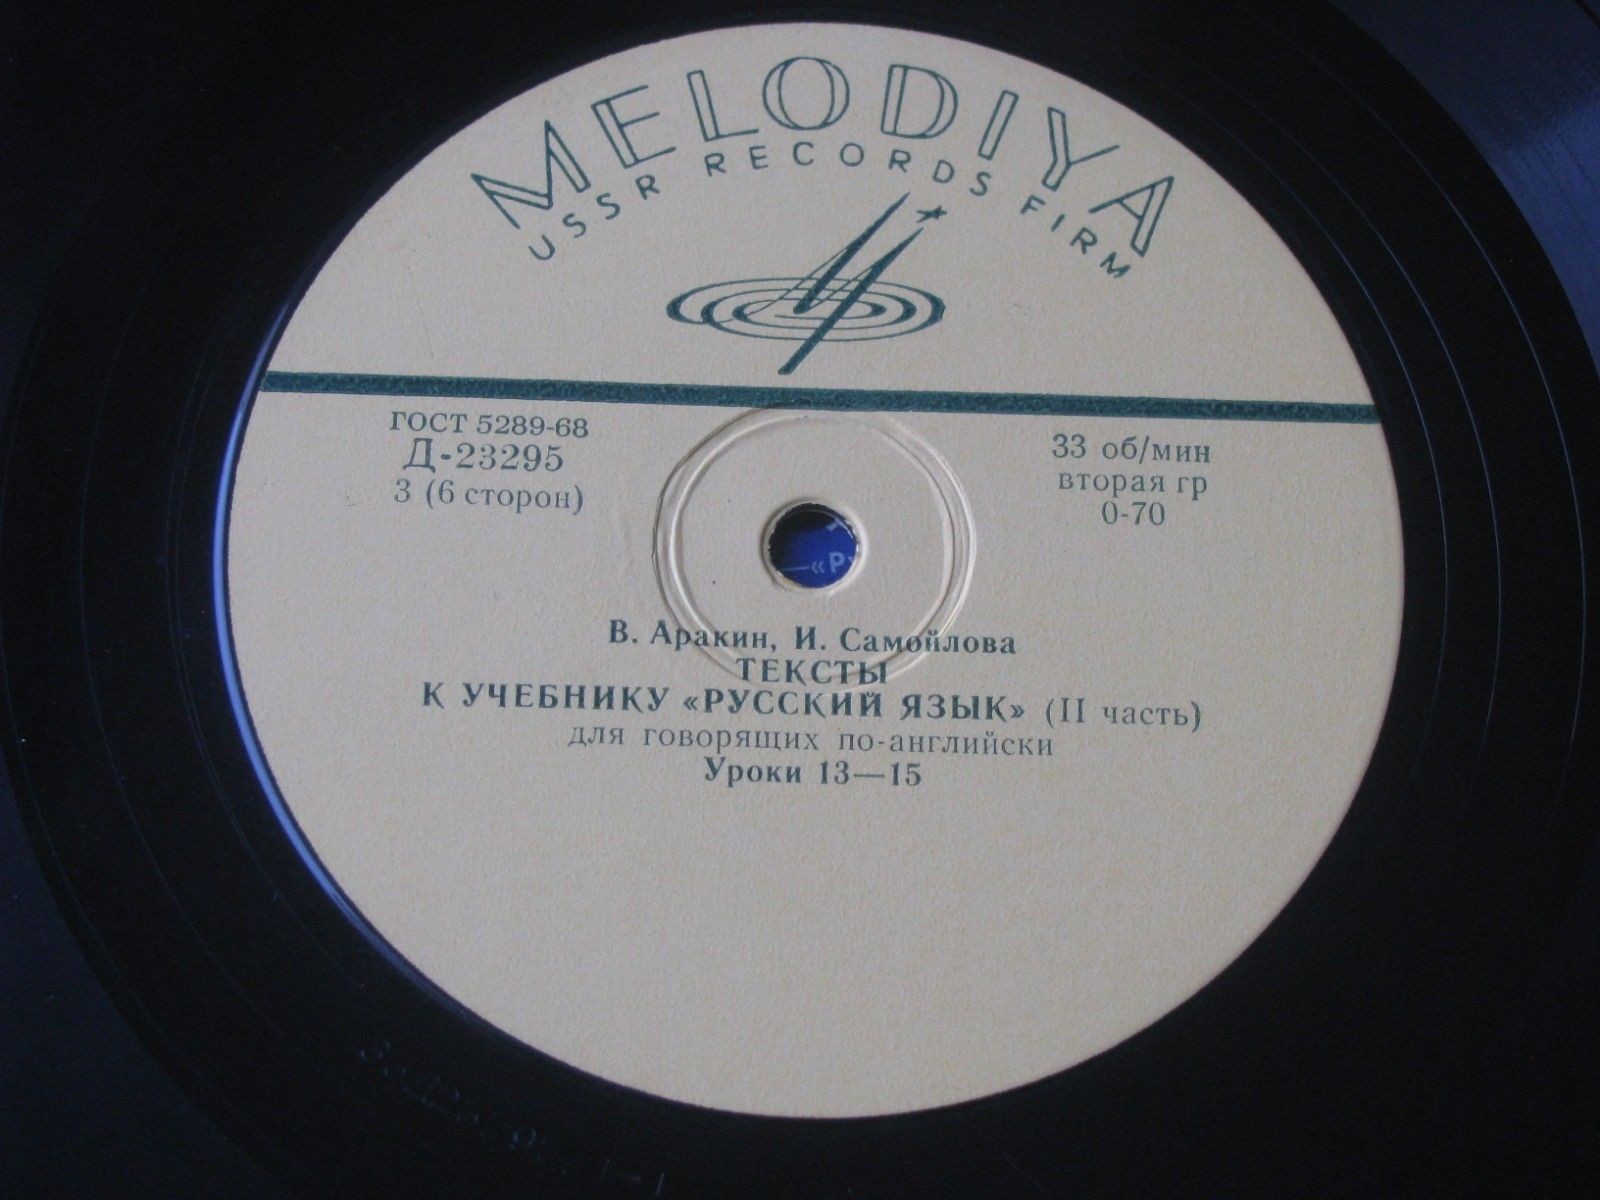 MELODIYA
USSR RECORDS FIRM
ГОСТ 5289-68
Д-23295
3 (6 сторон)
33 об/мин
вторая гр
0-70
«Р
В. Аракин, И. Самойлова
ТЕКСТЫ
К УЧЕБНИКУ «РУССКИЙ ЯЗЫК» (II часть)
для говорящих по-английски
Уроки 13—15